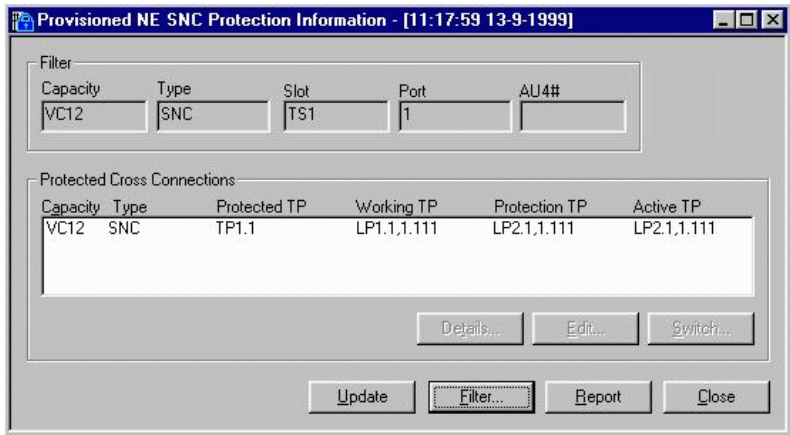 Provisioned NE SNC Protection Information - [11:17:59 13-9-1999]
Filter
Capacity Type Slot Port AU4#
VC12 SNC TS1 1
Protected Cross Connections
Capacity Type Protected TP Working TP Protection TP Active TP
VC12 SNC TP1.1 LP1.1,1.111 LP2.1,1.111 LP2.1,1.111
Details... Edit... Switch...
Update Filter... Report Close